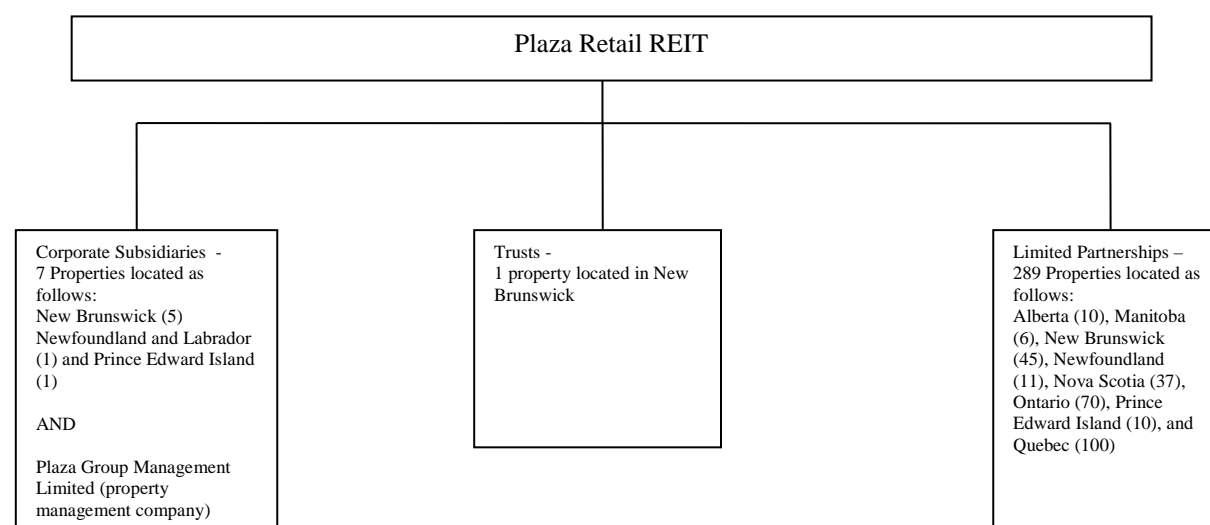 Plaza Retail REIT
Corporate Subsidiaries -
7 Properties located as
follows:
New Brunswick (5)
Newfoundland and Labrador
(1) and Prince Edward Island
(1)
AND
Plaza Group Management
Limited (property
management company)
Trusts -
1 property located in New
Brunswick
Limited Partnerships –
289 Properties located as
follows:
Alberta (10), Manitoba
(6), New Brunswick
(45), Newfoundland
(11), Nova Scotia (37),
Ontario (70), Prince
Edward Island (10), and
Quebec (100)